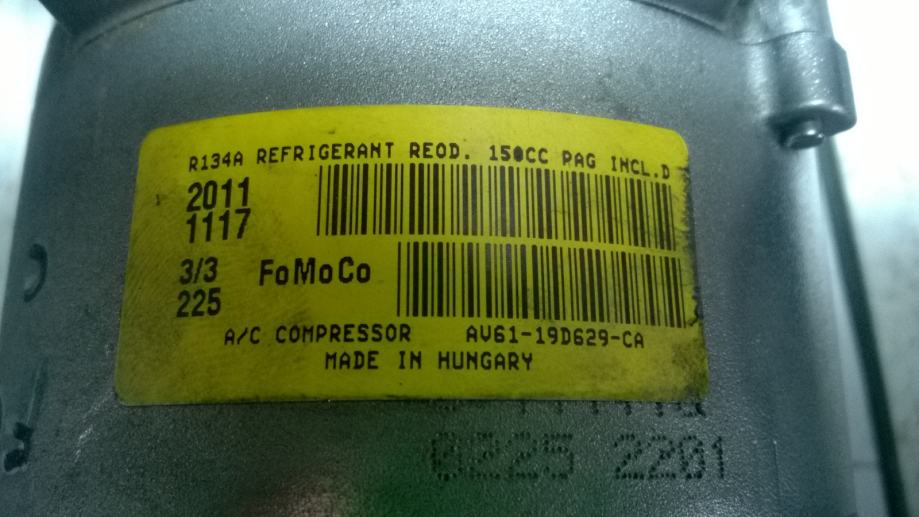 R134A REFRIGERANT REOD. 150CC PAG INCL.D
2011
1117
3/3 FoMoCo
225
A/C COMPRESSOR AV61-19D629-CA
MADE IN HUNGARY
0225 2201